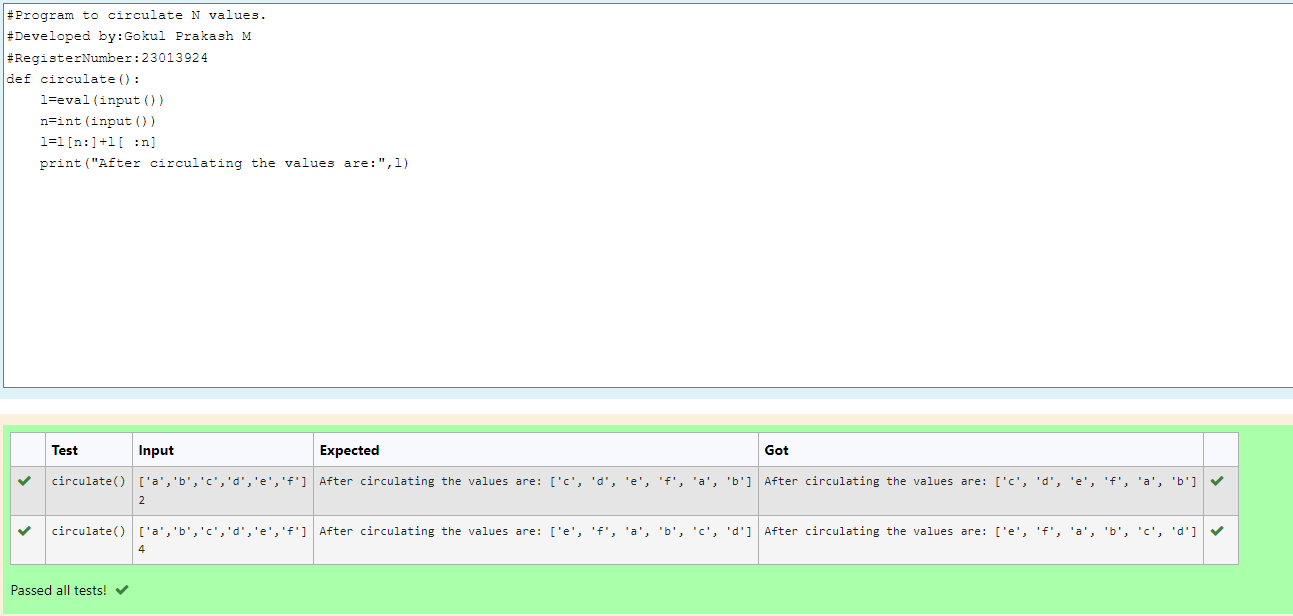 #Program to circulate N values.
#Developed by:Gokul Prakash M
#RegisterNumber:23013924
def circulate():
    l=eval(input())
    n=int(input())
    l=l[n:]+l[ :n]
    print("After circulating the values are:",l)
Test Input Expected Got
circulate() ['a','b','c','d','e','f'] After circulating the values are: ['c', 'd', 'e', 'f', 'a', 'b'] After circulating the values are: ['c', 'd', 'e', 'f', 'a', 'b']
2
circulate() ['a','b','c','d','e','f'] After circulating the values are: ['e', 'f', 'a', 'b', 'c', 'd'] After circulating the values are: ['e', 'f', 'a', 'b', 'c', 'd']
4
Passed all tests!